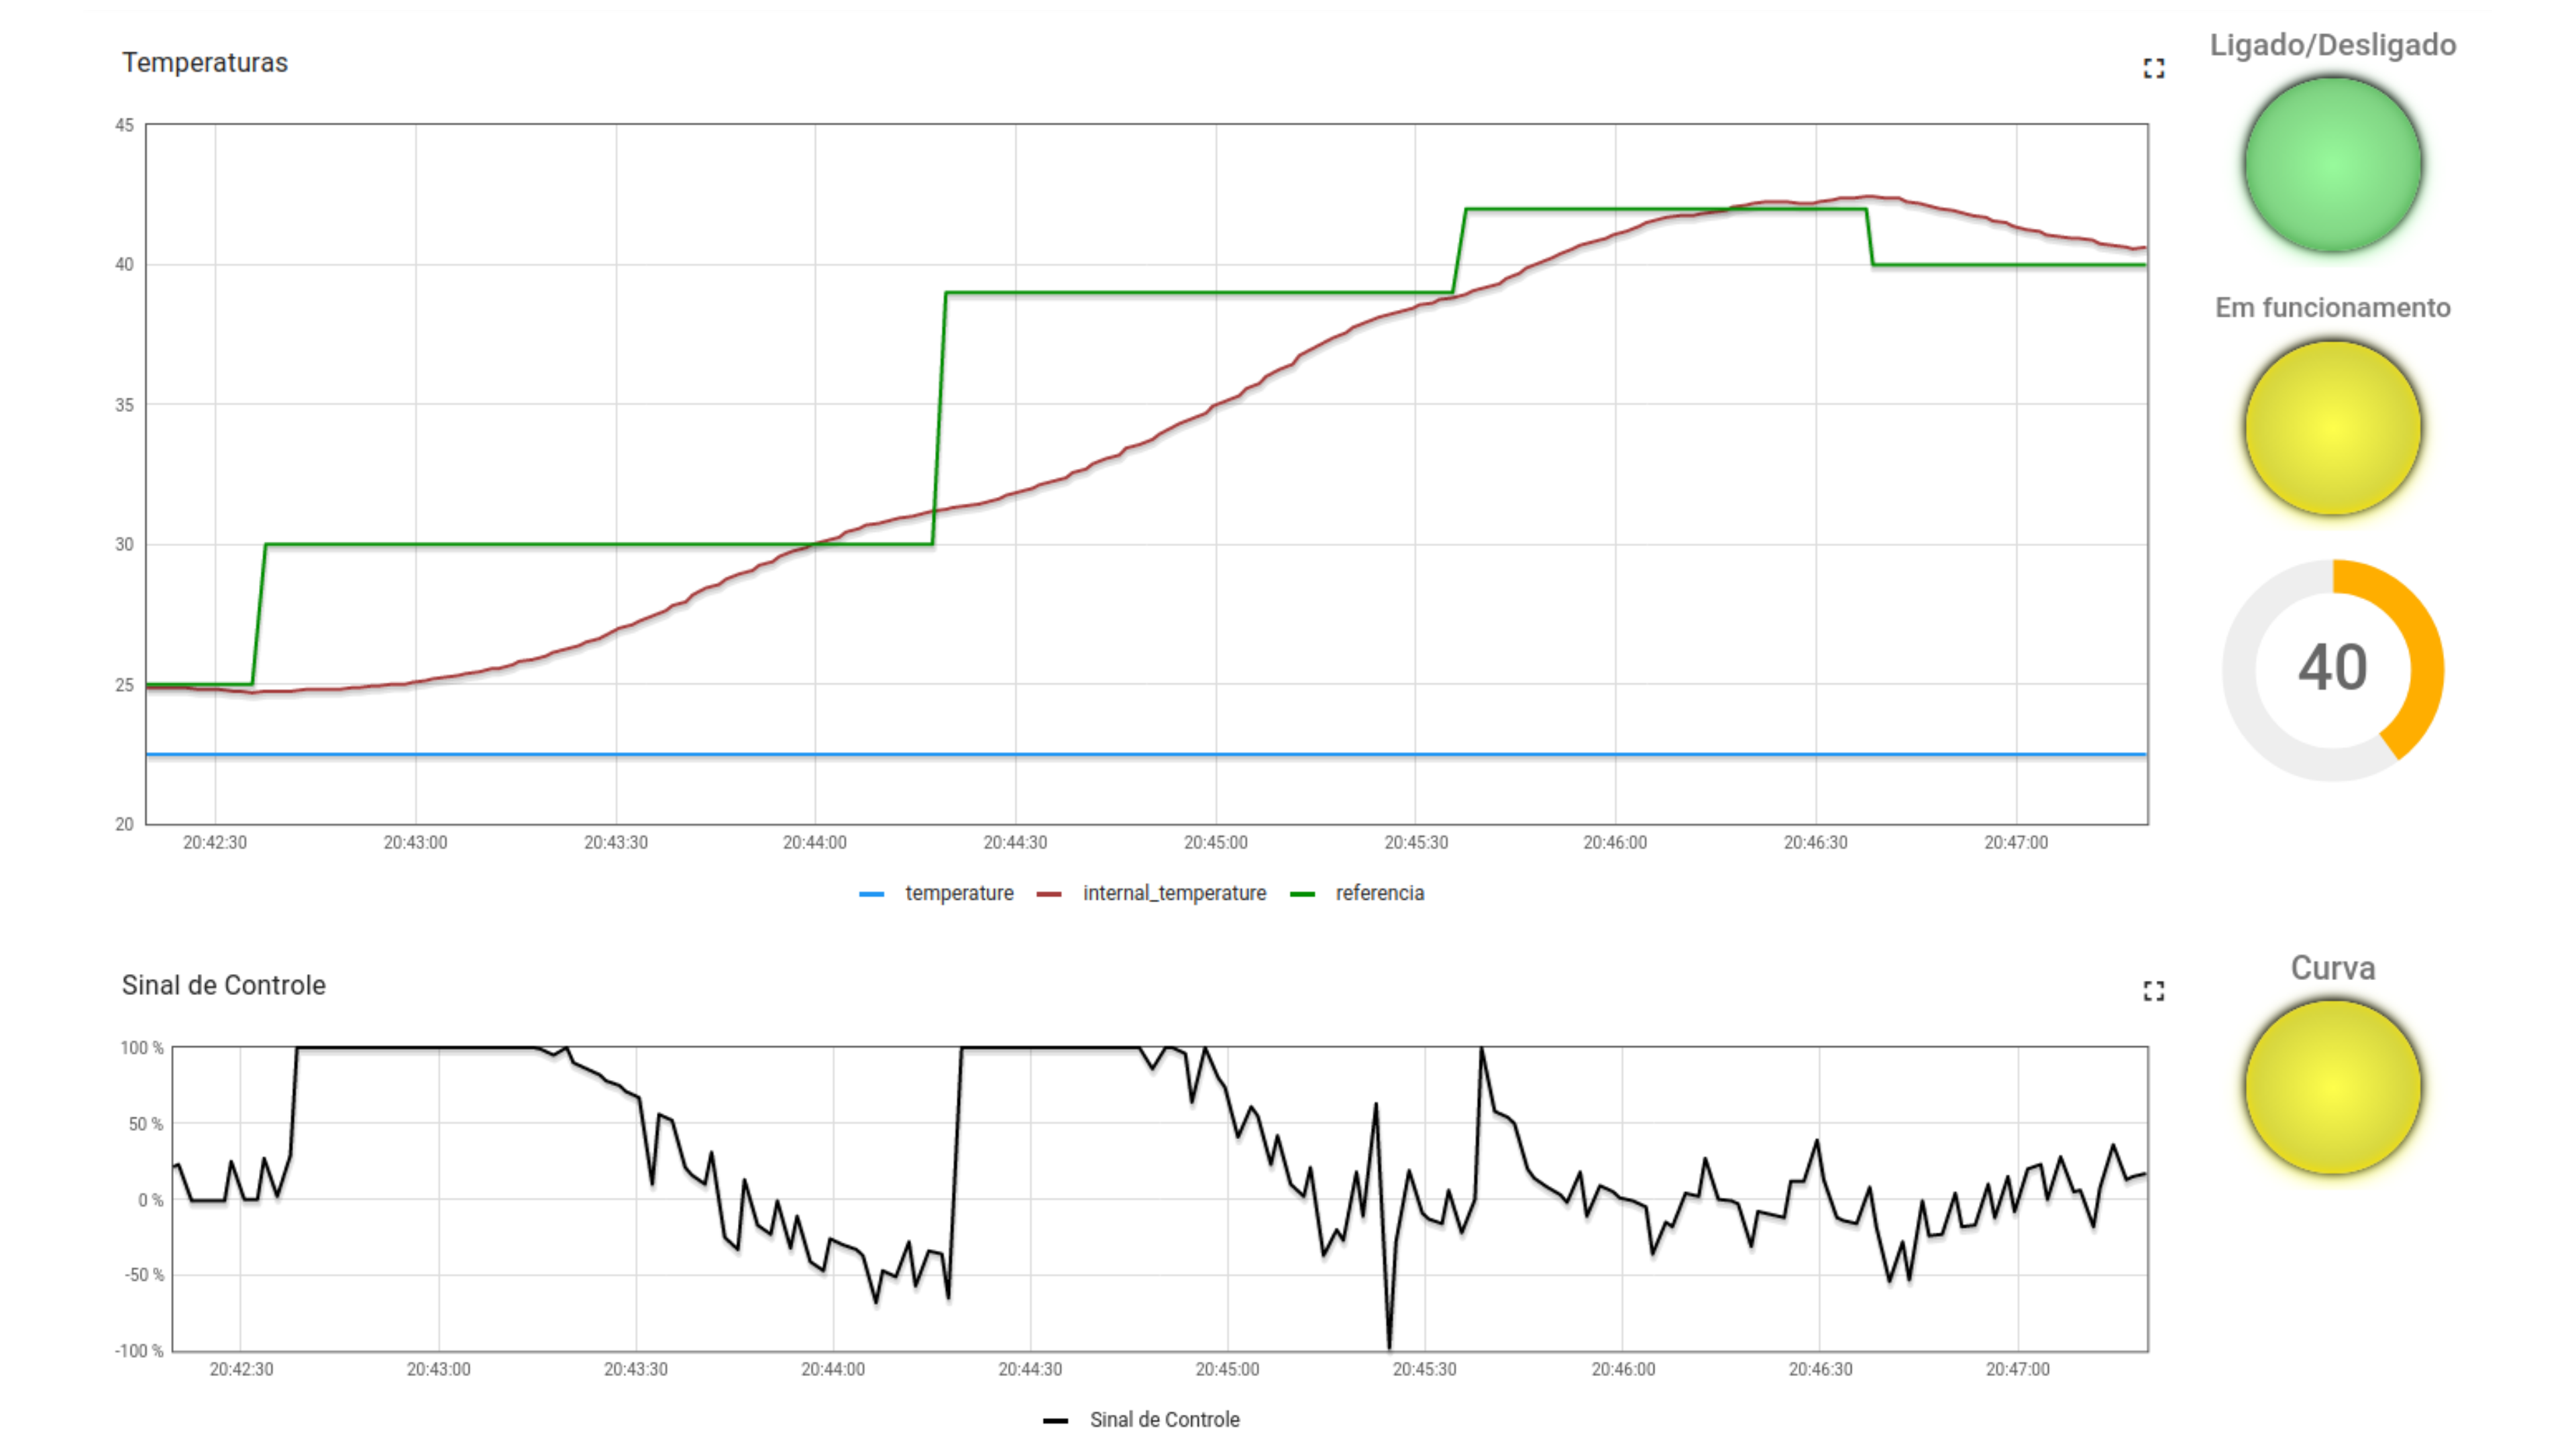 Temperaturas
Ligado/Desligado
45
40
35
30
25
20
20:42:30 20:43:00 20:43:30 20:44:00 20:44:30 20:45:00 20:45:30 20:46:00 20:46:30 20:47:00
temperature internal_temperature referencia
Em funcionamento
40
Sinal de Controle
Curva
100 %
50 %
0 %
-50 %
-100 %
20:42:30 20:43:00 20:43:30 20:44:00 20:44:30 20:45:00 20:45:30 20:46:00 20:46:30 20:47:00
Sinal de Controle